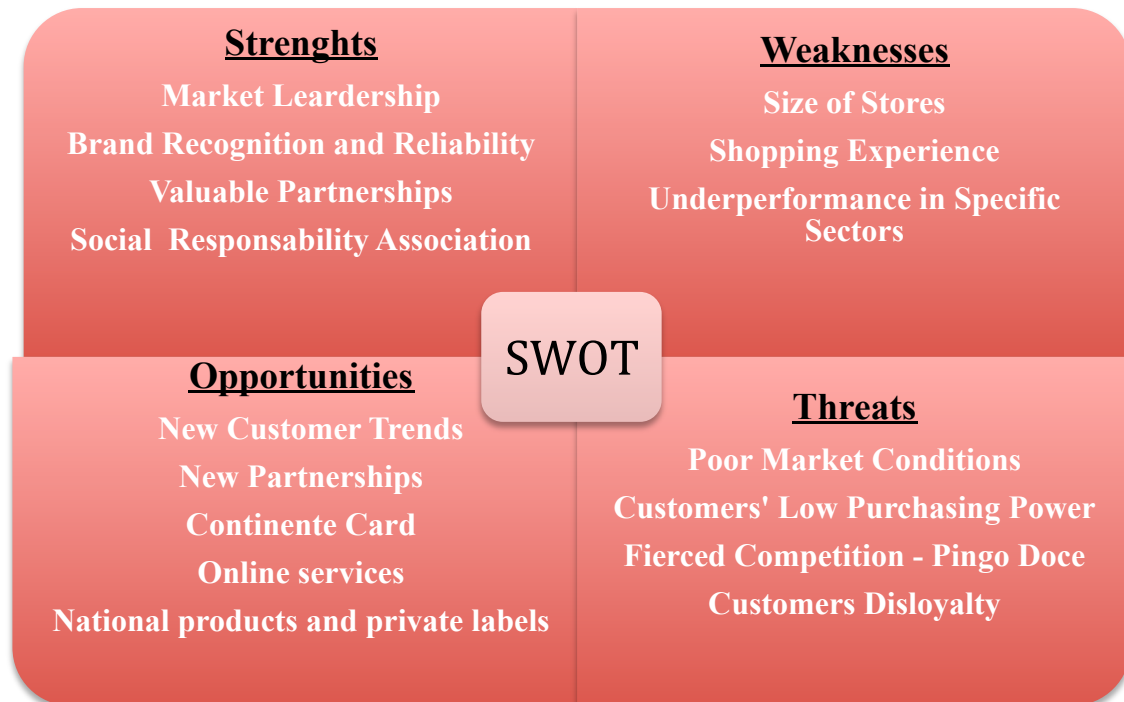 Strenghts
Market Leardership
Brand Recognition and Reliability
Valuable Partnerships
Social  Responsability Association
Weaknesses
Size of Stores
Shopping Experience
Underperformance in Specific
Sectors
SWOT
Opportunities
New Customer Trends
New Partnerships
Continente Card
Online services
National products and private labels
Threats
Poor Market Conditions
Customers' Low Purchasing Power
Fierced Competition - Pingo Doce
Customers Disloyalty